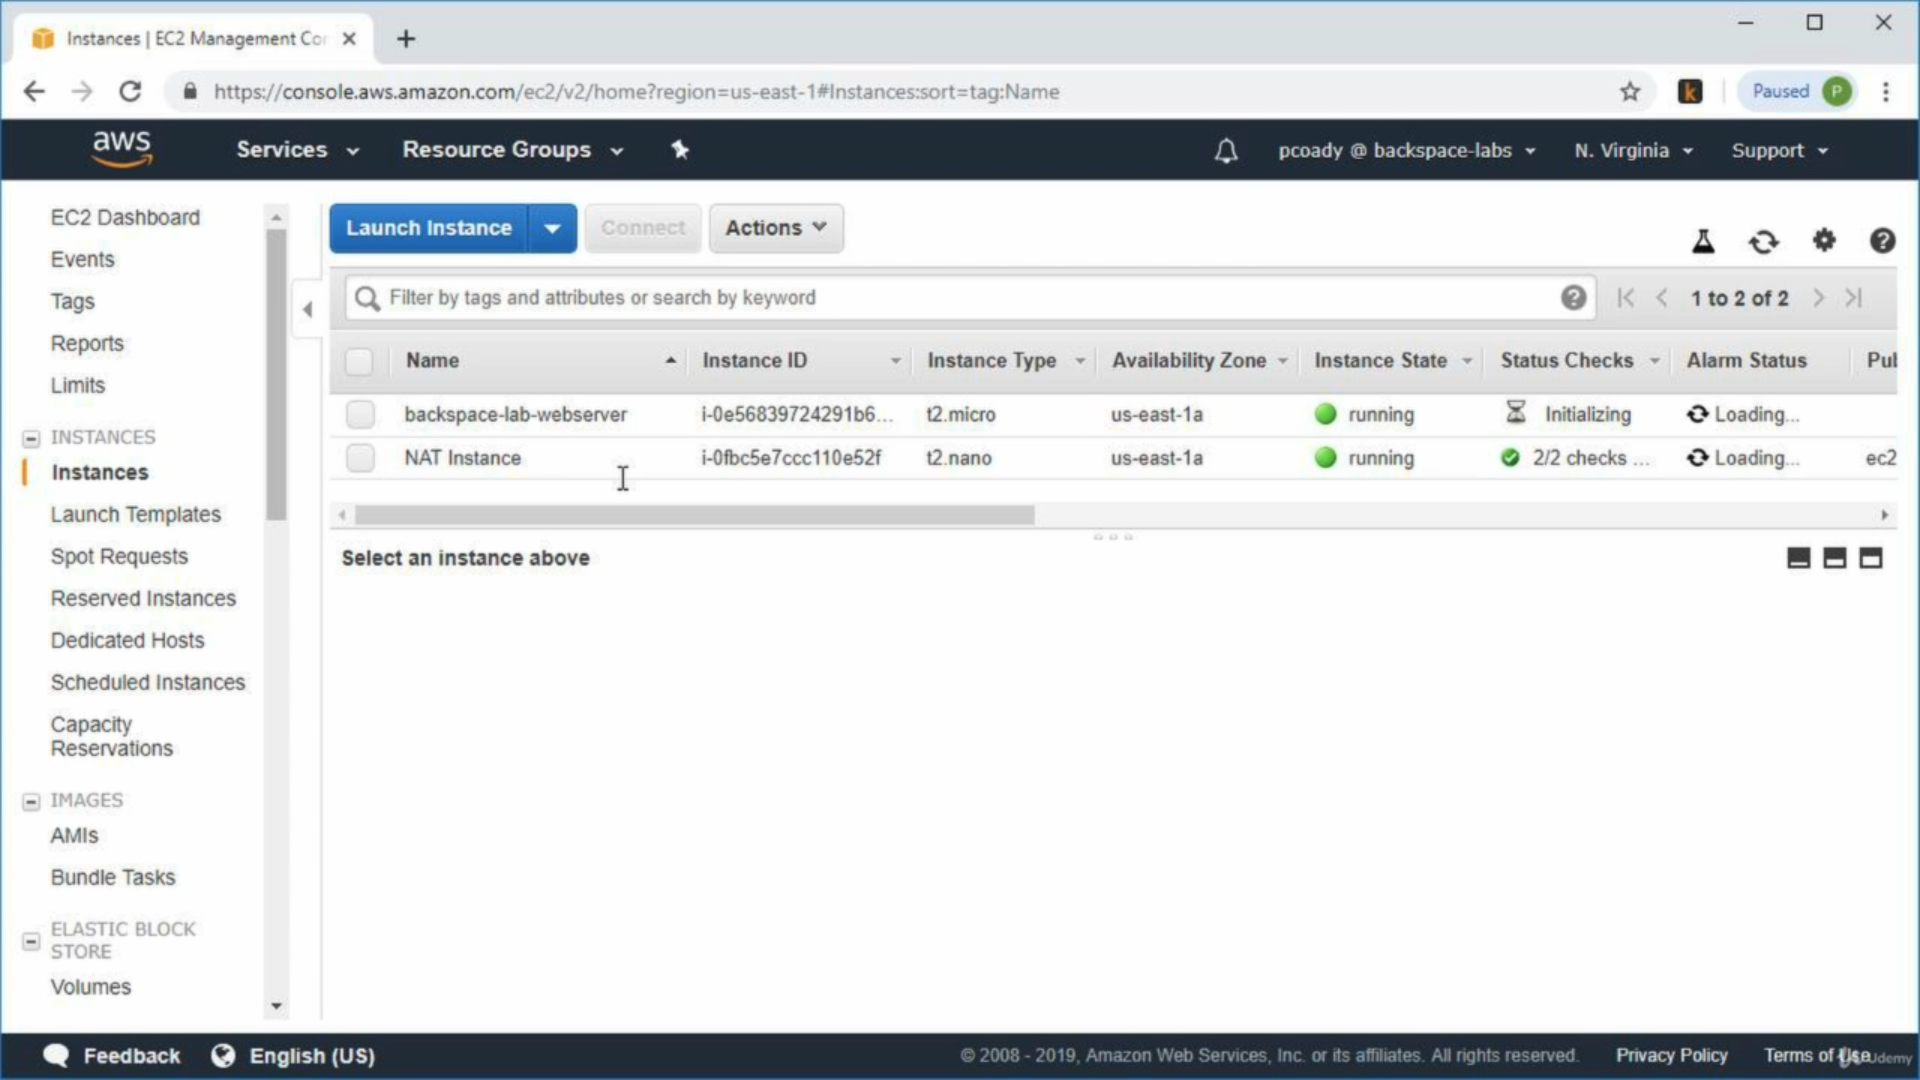 Instances | EC2 Management Cor
https://console.aws.amazon.com/ec2/v2/home?region=us-east-1#Instances:sort=tag:Name
k
Paused P
aws Services Resource Groups pcoady @ backspace-labs N. Virginia Support
EC2 Dashboard
Events
Tags
Reports
Limits
INSTANCES
Instances
Launch Templates
Spot Requests
Reserved Instances
Dedicated Hosts
Scheduled Instances
Capacity
Reservations
IMAGES
AMIs
Bundle Tasks
ELASTIC BLOCK
STORE
Volumes
Launch Instance Connect Actions
Filter by tags and attributes or search by keyword 1 to 2 of 2
Name Instance ID Instance Type Availability Zone Instance State Status Checks Alarm Status Pub
backspace-lab-webserver i-0e56839724291b6... t2.micro us-east-1a running Initializing Loading...
NAT Instance i-0fbc5e7ccc110e52f t2.nano us-east-1a running 2/2 checks ... Loading... ec2
Select an instance above
Feedback English (US) © 2008 - 2019, Amazon Web Services, Inc. or its affiliates. All rights reserved. Privacy Policy Terms of Use
Udemy